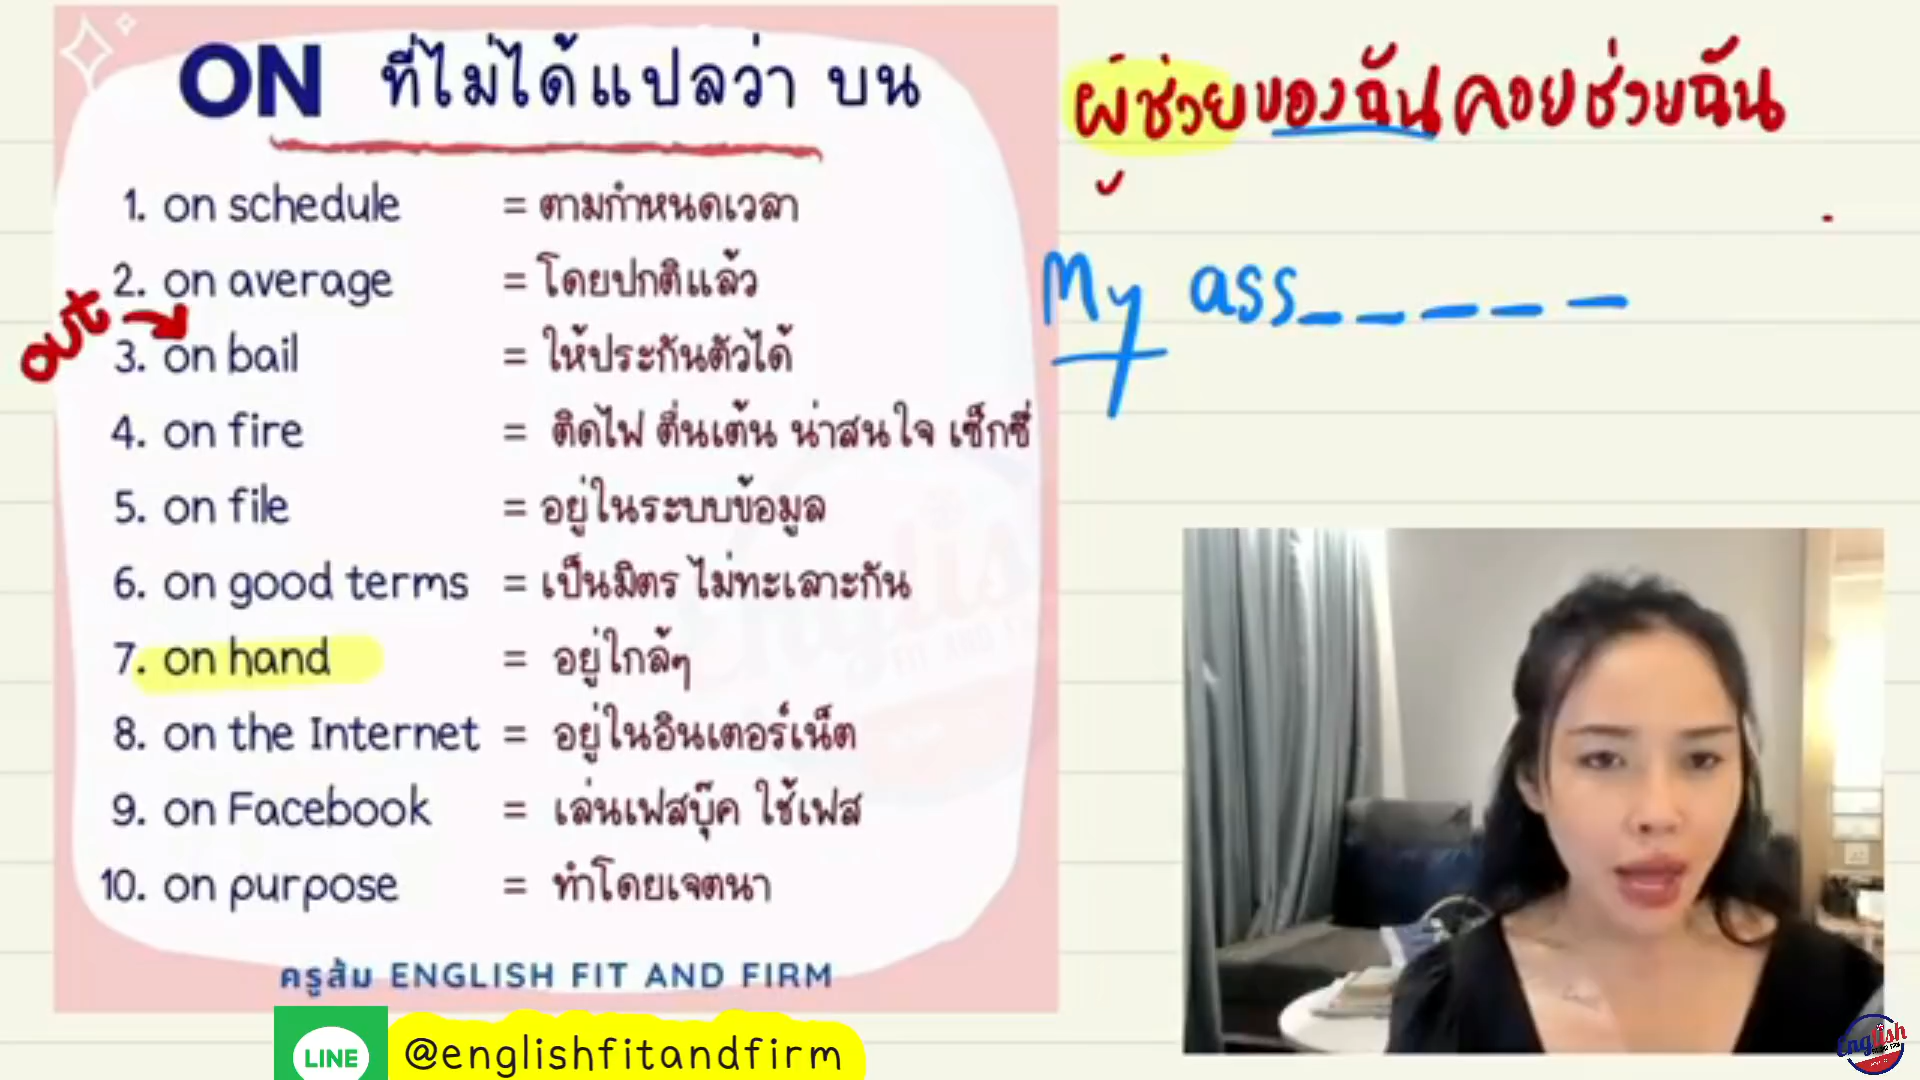 ON ที่ไม่ได้แปลว่า บน
1. on schedule = ตามกำหนดเวลา
2. on average = โดยปกติแล้ว
out
3. on bail = ให้ประกันตัวได้
4. on fire = ติดไฟ ตื่นเต้น น่าสนใจ เซ็กซี่
5. on file = อยู่ในระบบข้อมูล
6. on good terms = เป็นมิตร ไม่ทะเลาะกัน
7. on hand = อยู่ใกล้ๆ
8. on the Internet = อยู่ในอินเตอร์เน็ต
9. on Facebook = เล่นเฟสบุ๊ค ใช้เฟส
10. on purpose = ทำโดยเจตนา
ครูส้ม ENGLISH FIT AND FIRM
LINE @englishfitandfirm
ผู้ช่วยของฉันคอยช่วยฉัน
My ass_____
English